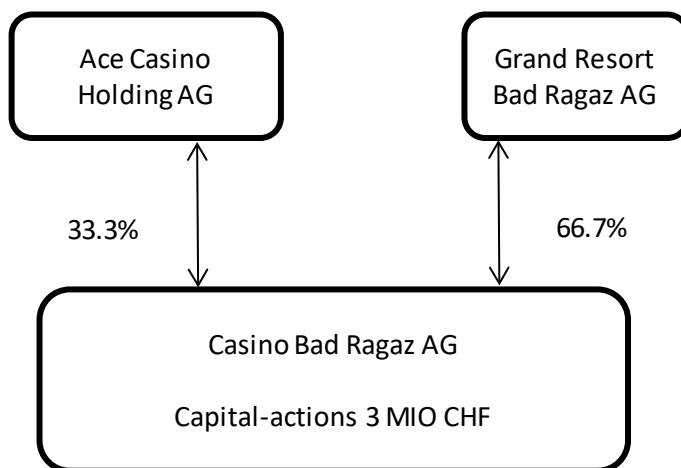 Ace Casino
Holding AG
Grand Resort
Bad Ragaz AG
33.3%
66.7%
Casino Bad Ragaz AG
Capital-actions 3 MIO CHF